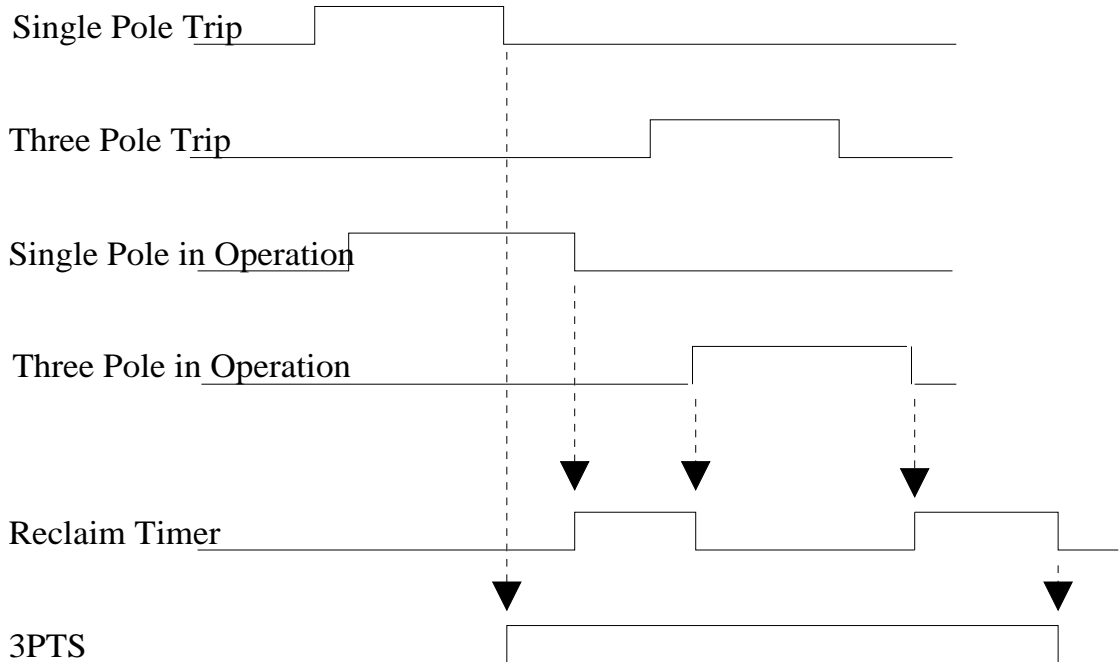 Single Pole Trip
Three Pole Trip
Single Pole in Operation
Three Pole in Operation
Reclaim Timer
3PTS